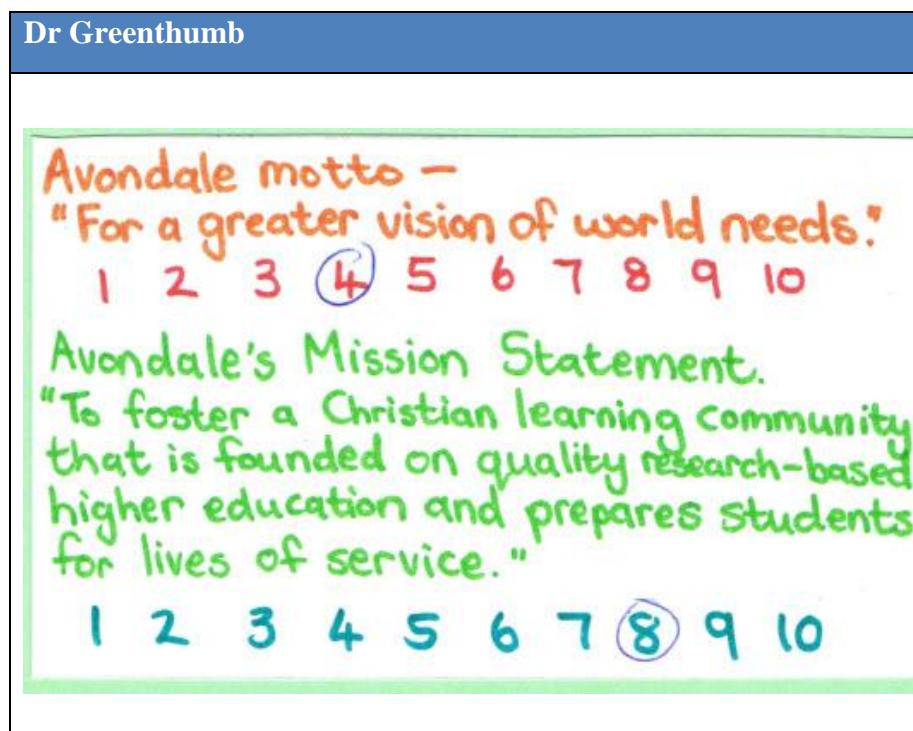 Dr Greenthumb
Avondale motto –
"For a greater vision of world needs."
1 2 3 4 5 6 7 8 9 10
Avondale's Mission Statement.
"To foster a Christian learning community
that is founded on quality research-based
higher education and prepares students
for lives of service."
1 2 3 4 5 6 7 8 9 10